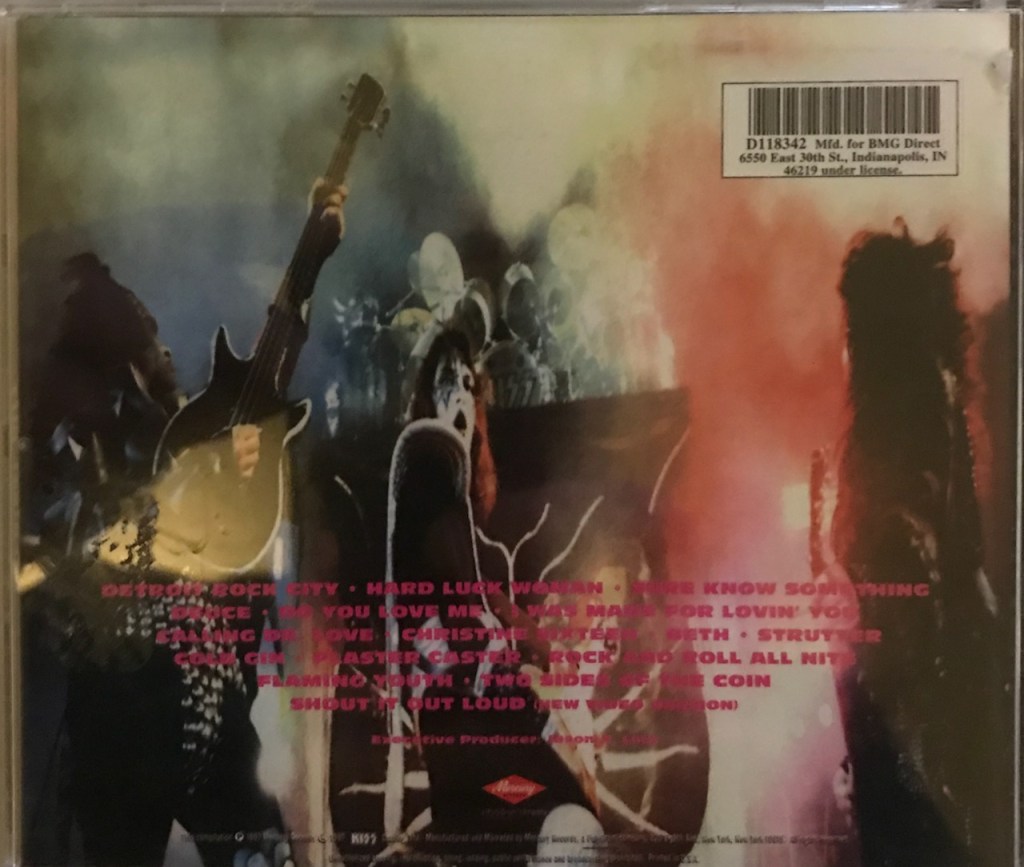 D118342 Mfd. for BMG Direct
6550 East 30th St., Indianapolis, IN
46219 under license.
DETROIT ROCK CITY · HARD LUCK WOMAN · SURE KNOW SOMETHING
DEUCE · DO YOU LOVE ME · I WAS MADE FOR LOVIN' YOU
CALLING DR. LOVE · CHRISTINE SIXTEEN · BETH · STRUTTER
COLD GIN · PLASTER CASTER · ROCK AND ROLL ALL NITE
FLAMING YOUTH · TWO SIDES OF THE COIN
SHOUT IT OUT LOUD (NEW VIDEO VERSION)
Executive Producer:
Mercury
KISS